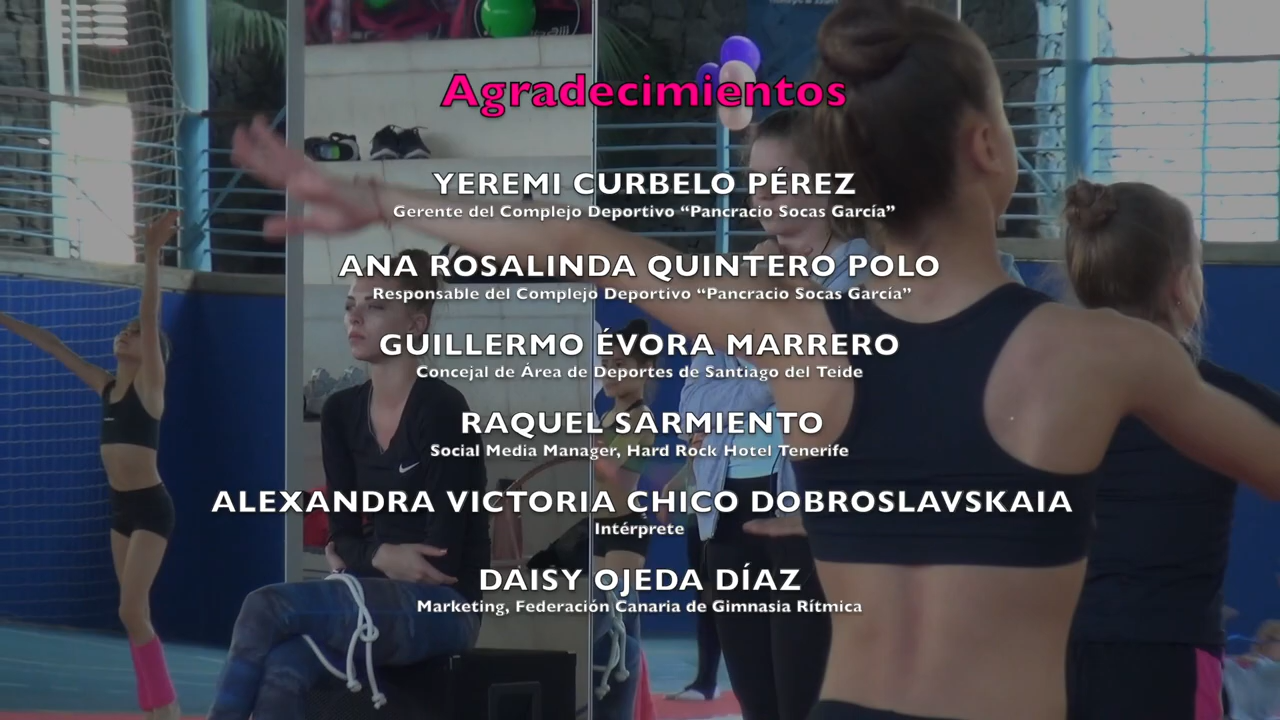 Agradecimientos
YEREMI CURBELO PÉREZ
Gerente del Complejo Deportivo “Pancracio Socas García”
ANA ROSALINDA QUINTERO POLO
Responsable del Complejo Deportivo “Pancracio Socas García”
GUILLERMO ÉVORA MARRERO
Concejal de Área de Deportes de Santiago del Teide
RAQUEL SARMIENTO
Social Media Manager, Hard Rock Hotel Tenerife
ALEXANDRA VICTORIA CHICO DOBROSLAVSKAIA
Intérprete
DAISY OJEDA DÍAZ
Marketing, Federación Canaria de Gimnasia Rítmica